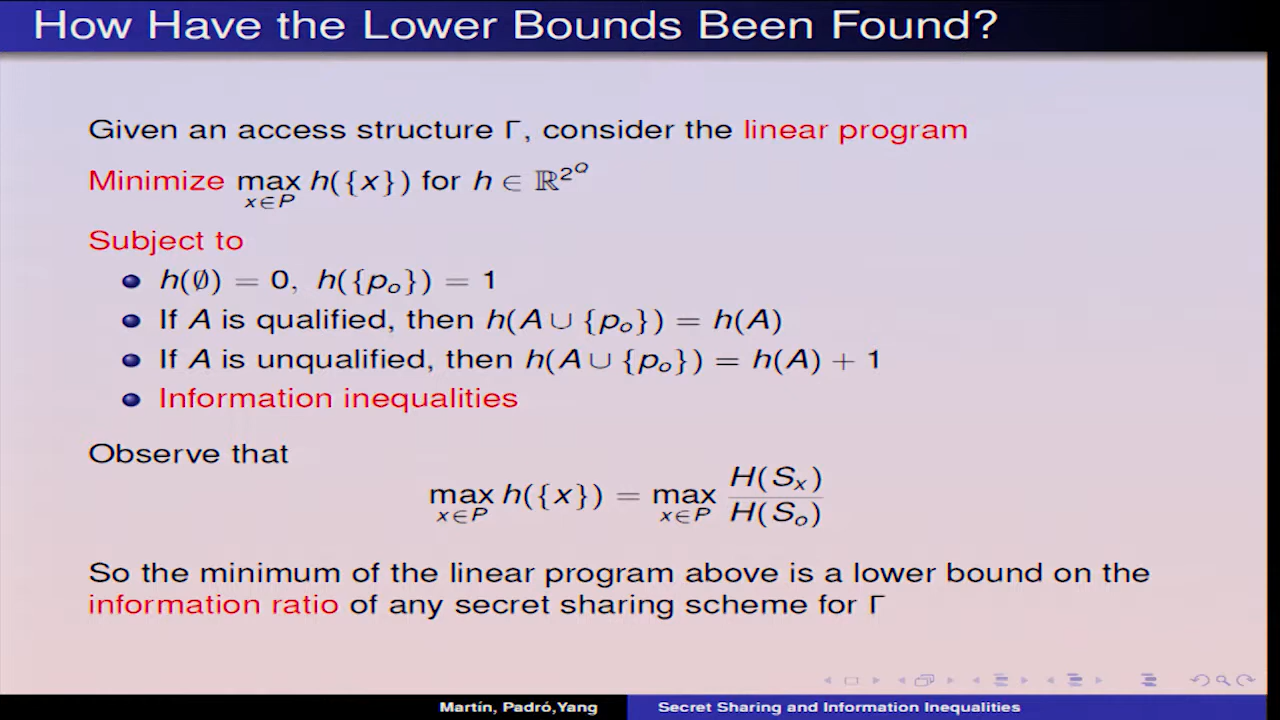 How Have the Lower Bounds Been Found?
Given an access structure Γ, consider the linear program
Minimize max_{x∈P} h({x}) for h ∈ ℝ^{2^Q}
Subject to
h(∅) = 0, h({p_o}) = 1
If A is qualified, then h(A ∪ {p_o}) = h(A)
If A is unqualified, then h(A ∪ {p_o}) = h(A) + 1
Information inequalities
Observe that
max_{x∈P} h({x}) = max_{x∈P} H(S_x)/H(S_o)
So the minimum of the linear program above is a lower bound on the
information ratio of any secret sharing scheme for Γ
Martín, Padró,Yang
Secret Sharing and Information Inequalities